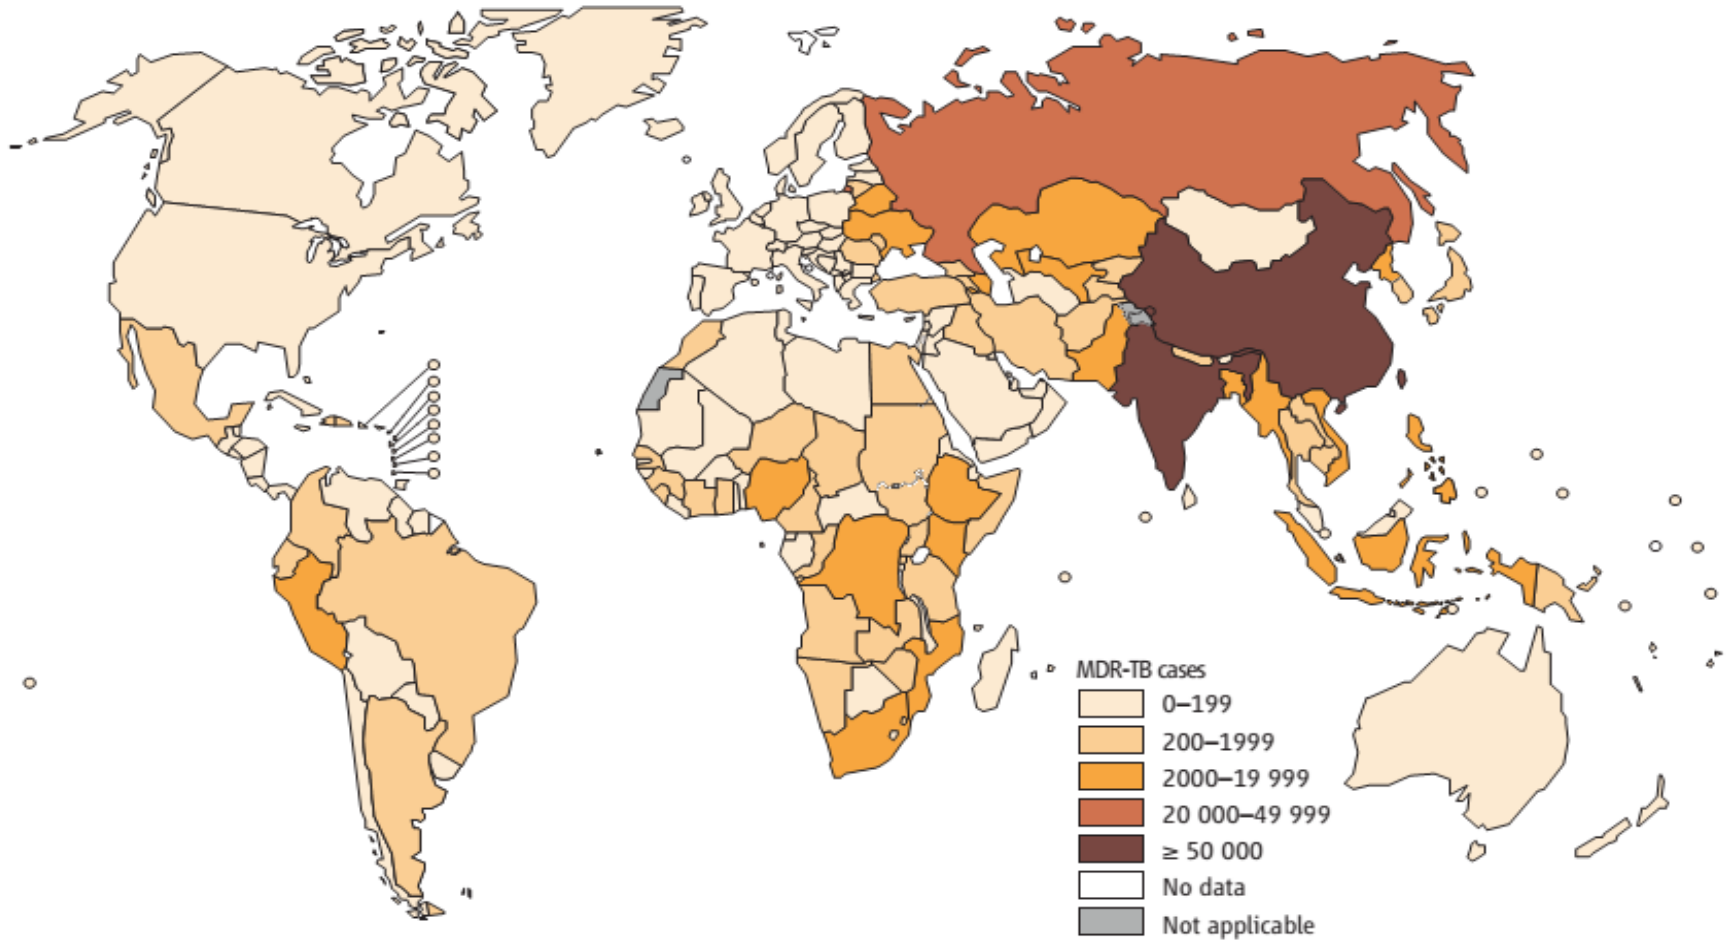 MDR-TB cases
0–199
200–1999
2000–19 999
20 000–49 999
≥ 50 000
No data
Not applicable